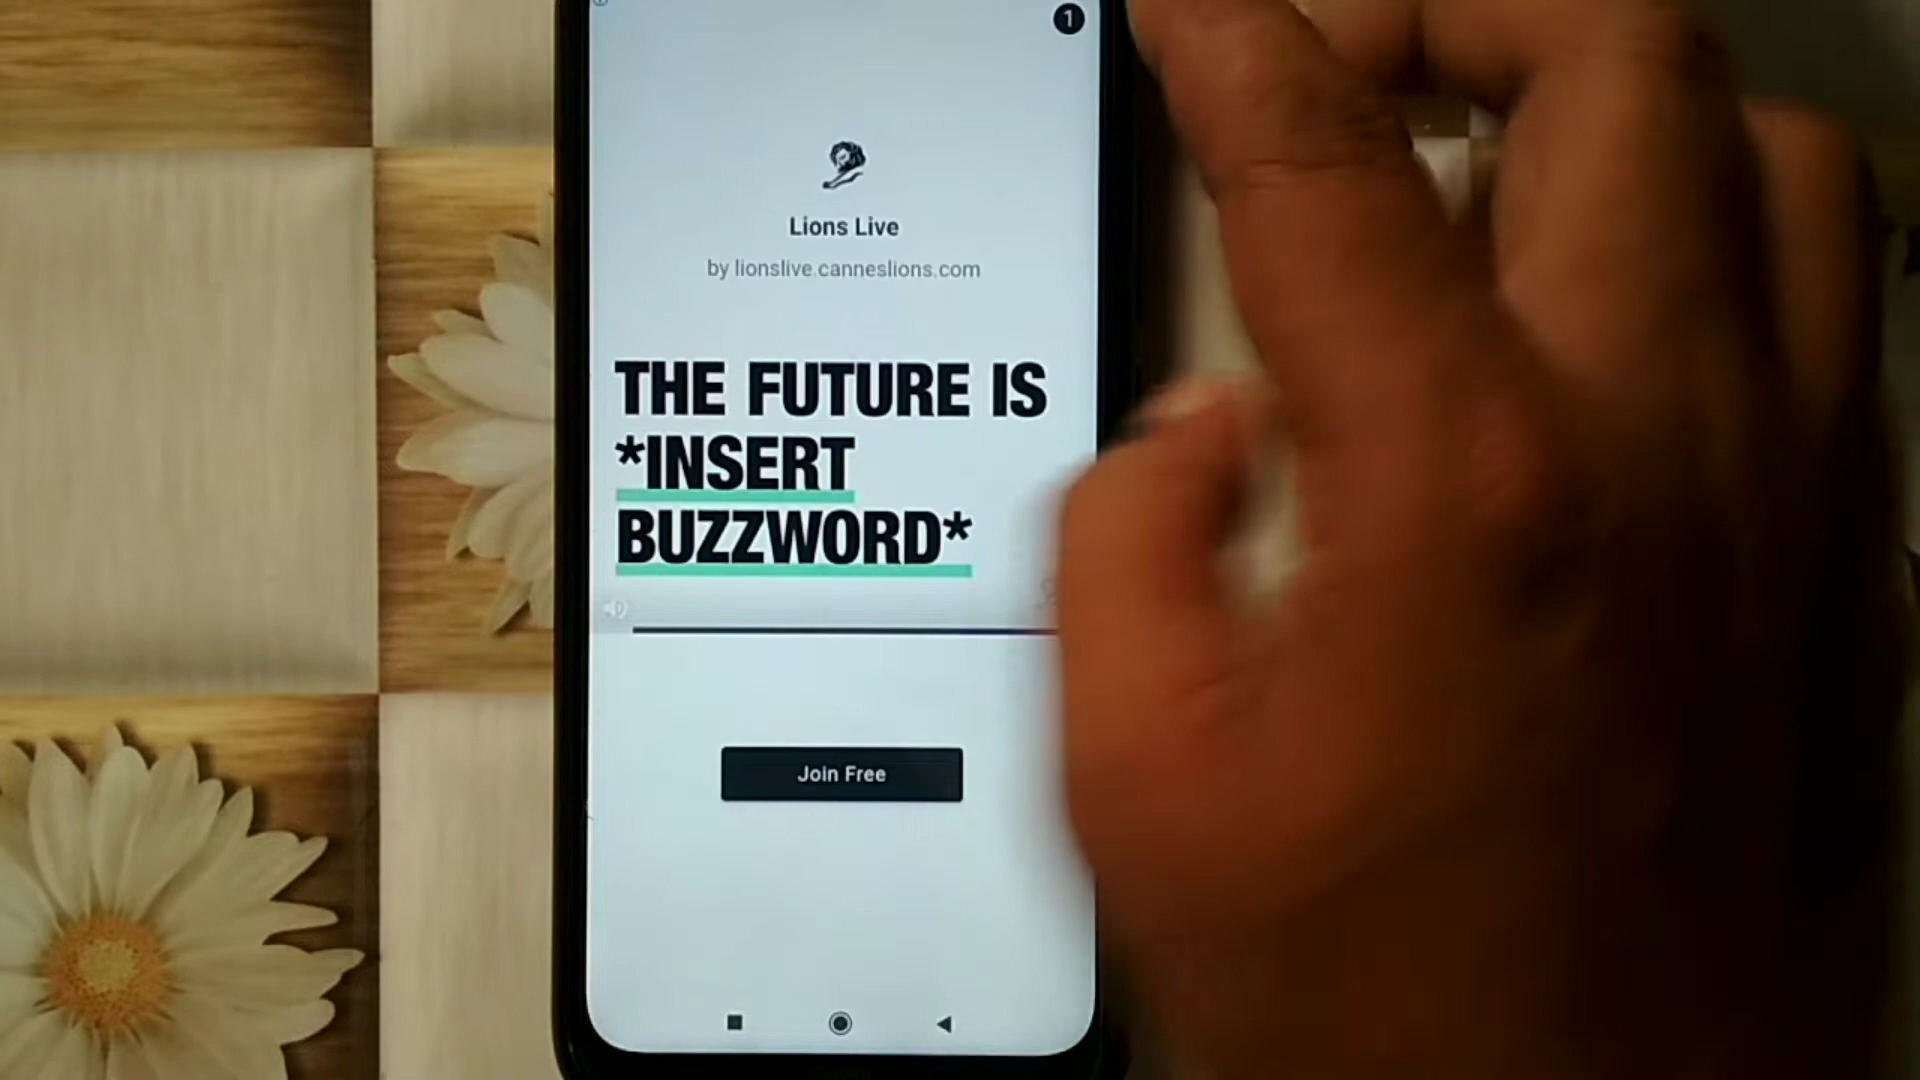 1
Lions Live
by lionslive.canneslions.com
THE FUTURE IS
*INSERT
BUZZWORD*
Join Free